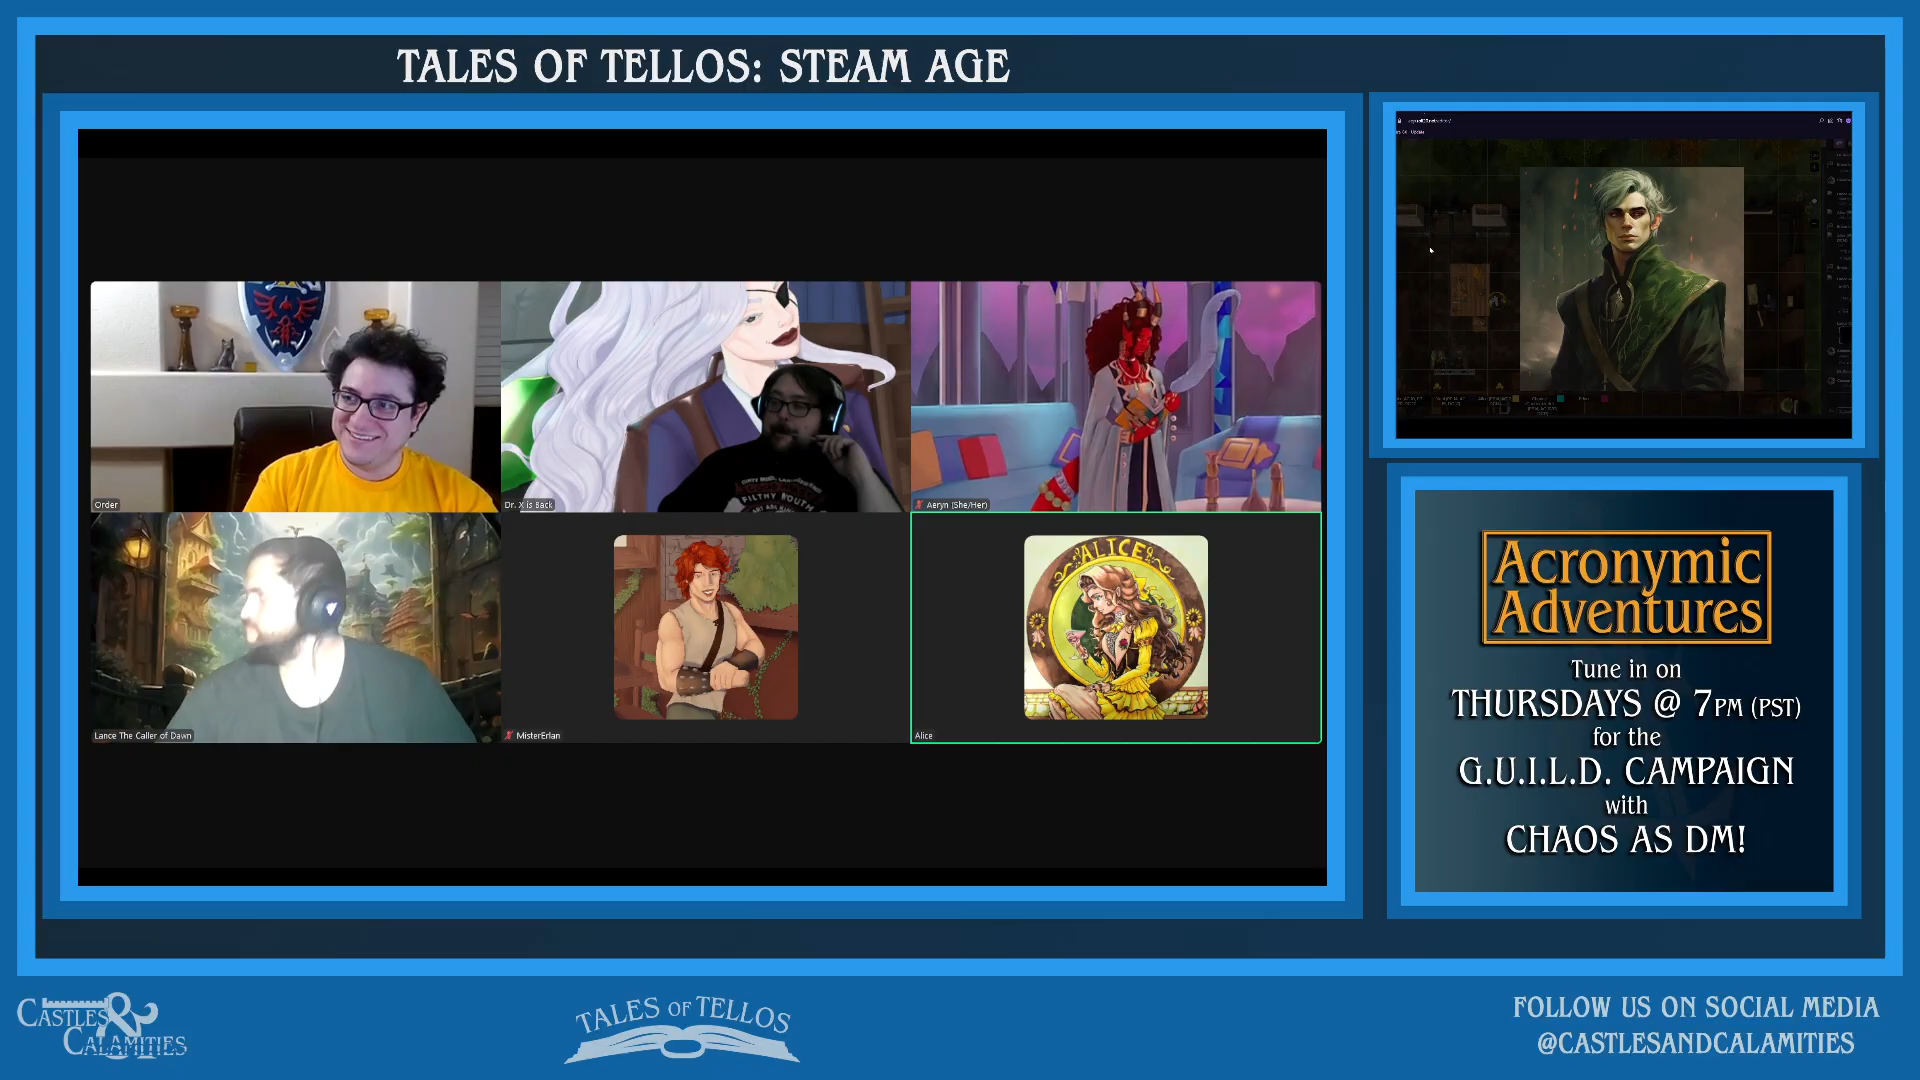 TALES OF TELLOS: STEAM AGE
Order
Dr. X is Back
FILTHY
Aeryn (She/Her)
Lance The Caller of Dawn
MisterErlan
ALICE
Alice
Update
Acronymic
Adventures
Tune in on
THURSDAYS @ 7PM (PST)
for the
G.U.I.L.D. CAMPAIGN
with
CHAOS AS DM!
CASTLES &
CALAMITIES
TALES OF TELLOS
FOLLOW US ON SOCIAL MEDIA
@CASTLESANDCALAMITIES